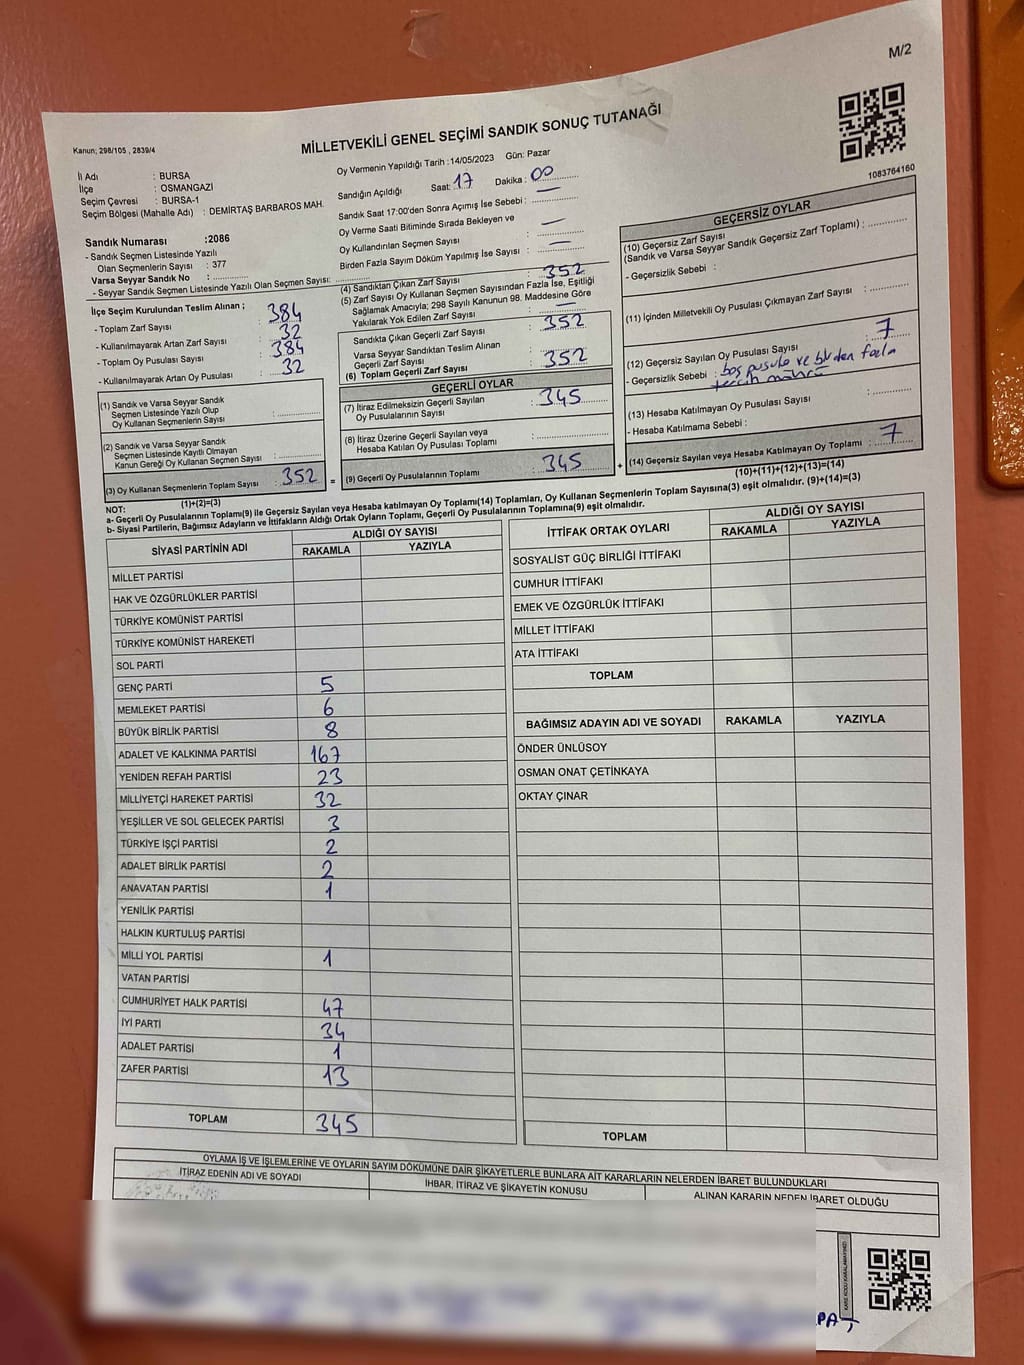 M/2
Kanun; 298/105 , 2839/4
MİLLETVEKİLİ GENEL SEÇİMİ SANDIK SONUÇ TUTANAĞI
1083764160
İl Adı : BURSA
İlçe : OSMANGAZİ
Seçim Çevresi : BURSA-1
Seçim Bölgesi (Mahalle Adı) : DEMİRTAŞ BARBAROS MAH.
Sandık Numarası :2086
- Sandık Seçmen Listesinde Yazılı
Olan Seçmenlerin Sayısı : 377
Varsa Seyyar Sandık No :
- Seyyar Sandık Seçmen Listesinde Yazılı Olan Seçmen Sayısı:
Oy Vermenin Yapıldığı Tarih :14/05/2023 Gün: Pazar
Sandığın Açıldığı Saat: 17 Dakika : 00
Sandık Saat 17:00'den Sonra Açımış İse Sebebi : —
Oy Verme Saati Bitiminde Sırada Bekleyen ve
Oy Kullandırılan Seçmen Sayısı : —
Birden Fazla Sayım Döküm Yapılmış İse Sayısı : —
İlçe Seçim Kurulundan Teslim Alınan ;
- Toplam Zarf Sayısı : 384
- Kullanılmayarak Artan Zarf Sayısı : 32
- Toplam Oy Pusulası Sayısı : 384
- Kullanılmayarak Artan Oy Pusulası : 32
(4) Sandıktan Çıkan Zarf Sayısı : 352
(5) Zarf Sayısı Oy Kullanan Seçmen Sayısından Fazla İse, Eşitliği
Sağlamak Amacıyla; 298 Sayılı Kanunun 98. Maddesine Göre
Yakılarak Yok Edilen Zarf Sayısı : —
Sandıkta Çıkan Geçerli Zarf Sayısı : 352
Varsa Seyyar Sandıktan Teslim Alınan
Geçerli Zarf Sayısı :
(6) Toplam Geçerli Zarf Sayısı : 352
(1) Sandık ve Varsa Seyyar Sandık
Seçmen Listesinde Yazılı Olup
Oy Kullanan Seçmenlerin Sayısı :
(2) Sandık ve Varsa Seyyar Sandık
Seçmen Listesinde Kayıtlı Olmayan
Kanun Gereği Oy Kullanan Seçmen Sayısı :
(3) Oy Kullanan Seçmenlerin Toplam Sayısı : 352
(1)+(2)=(3)
=
GEÇERLİ OYLAR
(7) İtiraz Edilmeksizin Geçerli Sayılan
Oy Pusulalarının Sayısı : 345
(8) İtiraz Üzerine Geçerli Sayılan veya
Hesaba Katılan Oy Pusulası Toplamı :
(9) Geçerli Oy Pusulalarının Toplamı : 345
+
GEÇERSİZ OYLAR
(10) Geçersiz Zarf Sayısı
(Sandık ve Varsa Seyyar Sandık Geçersiz Zarf Toplamı) :
- Geçersizlik Sebebi :
(11) İçinden Milletvekili Oy Pusulası Çıkmayan Zarf Sayısı :
(12) Geçersiz Sayılan Oy Pusulası Sayısı : 7
- Geçersizlik Sebebi : boş pusula ve birden fazla
tercih mührü
(13) Hesaba Katılmayan Oy Pusulası Sayısı :
- Hesaba Katılmama Sebebi :
(14) Geçersiz Sayılan veya Hesaba Katılmayan Oy Toplamı : 7
(10)+(11)+(12)+(13)=(14)
NOT:
a- Geçerli Oy Pusulalarının Toplamı(9) ile Geçersiz Sayılan veya Hesaba katılmayan Oy Toplamı(14) Toplamları, Oy Kullanan Seçmenlerin Toplam Sayısına(3) eşit olmalıdır. (9)+(14)=(3)
b- Siyasi Partilerin, Bağımsız Adayların ve İttifakların Aldığı Ortak Oyların Toplamı, Geçerli Oy Pusulalarının Toplamına(9) eşit olmalıdır.
SİYASİ PARTİNİN ADI ALDIĞI OY SAYISI
RAKAMLA YAZIYLA
MİLLET PARTİSİ
HAK VE ÖZGÜRLÜKLER PARTİSİ
TÜRKİYE KOMÜNİST PARTİSİ
TÜRKİYE KOMÜNİST HAREKETİ
SOL PARTİ
GENÇ PARTİ 5
MEMLEKET PARTİSİ 6
BÜYÜK BİRLİK PARTİSİ 8
ADALET VE KALKINMA PARTİSİ 167
YENİDEN REFAH PARTİSİ 23
MİLLİYETÇİ HAREKET PARTİSİ 32
YEŞİLLER VE SOL GELECEK PARTİSİ 3
TÜRKİYE İŞÇİ PARTİSİ 2
ADALET BİRLİK PARTİSİ 2
ANAVATAN PARTİSİ 1
YENİLİK PARTİSİ
HALKIN KURTULUŞ PARTİSİ
MİLLİ YOL PARTİSİ 1
VATAN PARTİSİ
CUMHURİYET HALK PARTİSİ 47
İYİ PARTİ 34
ADALET PARTİSİ 1
ZAFER PARTİSİ 13
TOPLAM 345
İTTİFAK ORTAK OYLARI ALDIĞI OY SAYISI
RAKAMLA YAZIYLA
SOSYALİST GÜÇ BİRLİĞİ İTTİFAKI
CUMHUR İTTİFAKI
EMEK VE ÖZGÜRLÜK İTTİFAKI
MİLLET İTTİFAKI
ATA İTTİFAKI
TOPLAM
BAĞIMSIZ ADAYIN ADI VE SOYADI RAKAMLA YAZIYLA
ÖNDER ÜNLÜSOY
OSMAN ONAT ÇETİNKAYA
OKTAY ÇINAR
TOPLAM
OYLAMA İŞ VE İŞLEMLERİNE VE OYLARIN SAYIM DÖKÜMÜNE DAİR ŞİKAYETLERLE BUNLARA AİT KARARLARIN NELERDEN İBARET BULUNDUKLARI
İTİRAZ EDENİN ADI VE SOYADI İHBAR, İTİRAZ VE ŞİKAYETİN KONUSU ALINAN KARARIN NEDEN İBARET OLDUĞU